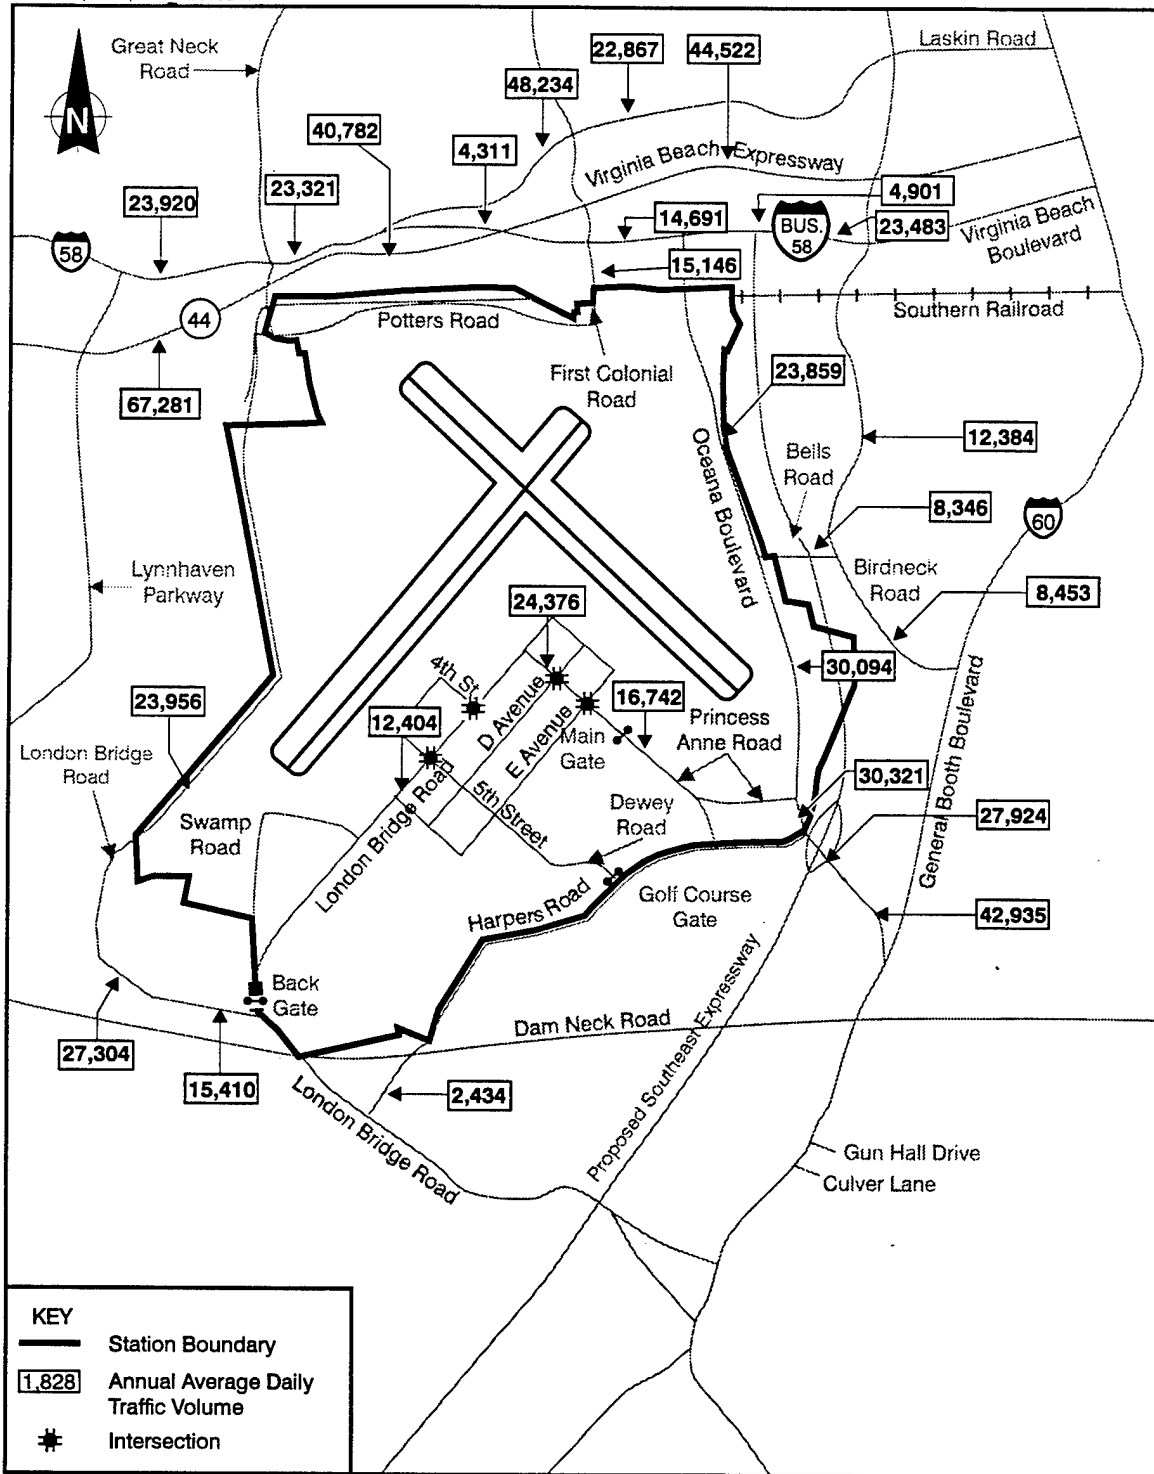 Great Neck
Road
22,867
44,522
Laskin Road
48,234
N
40,782
4,311
Virginia Beach Expressway
23,321
4,901
23,920
14,691
BUS.
58
23,483
Virginia Beach
Boulevard
58
15,146
44
Potters Road
Southern Railroad
First Colonial
Road
23,859
67,281
12,384
Oceana Boulevard
Bells
Road
8,346
60
Lynnhaven
Parkway
Birdneck
Road
8,453
24,376
4th St
30,094
23,956
D Avenue
16,742
12,404
E Avenue
Main
Gate
Princess
Anne Road
General Booth Boulevard
London Bridge
Road
30,321
Swamp
Road
London Bridge Road
5th Street
Dewey
Road
27,924
Harpers Road
Golf Course
Gate
42,935
Back
Gate
Dam Neck Road
Proposed Southeast Expressway
27,304
15,410
2,434
London Bridge Road
Gun Hall Drive
Culver Lane
KEY
Station Boundary
1,828
Annual Average Daily
Traffic Volume
Intersection